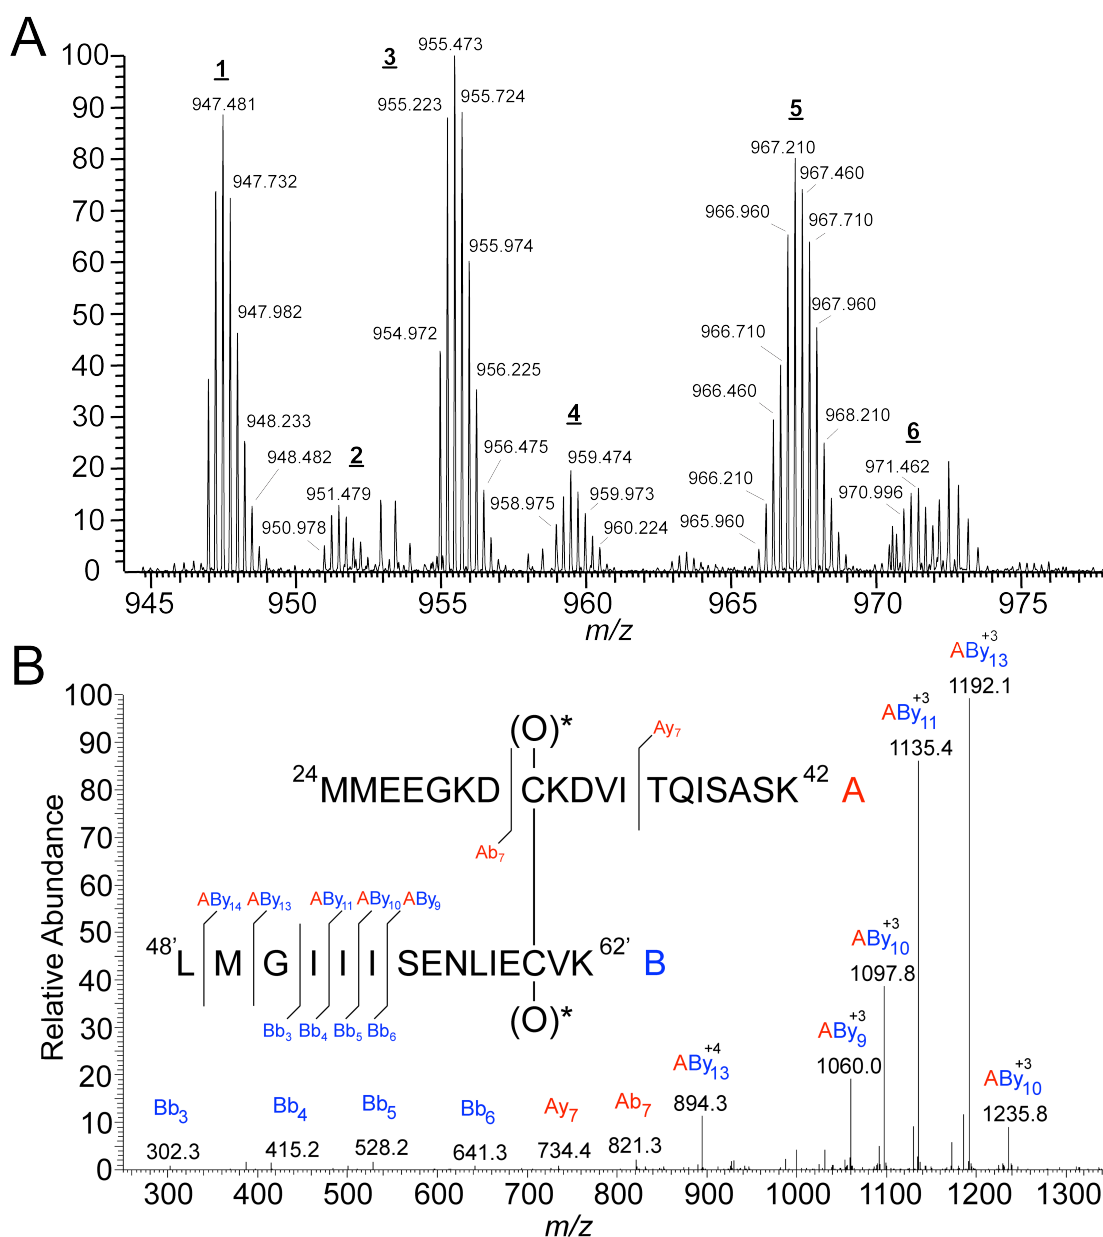 A
1
3
5
4
2
6
947.481
947.732
947.982
948.233
948.482
950.978
951.479
954.972
955.223
955.473
955.724
955.974
956.225
956.475
958.975
959.474
959.973
960.224
965.960
966.210
966.460
966.710
966.960
967.210
967.460
967.710
967.960
968.210
970.996
971.462
100
90
80
70
60
50
40
30
20
10
0
945 950 955 960 965 970 975
m/z
B
Relative Abundance
100
90
80
70
60
50
40
30
20
10
0
(O)*
Ay7
24MMEEGKD CKDVI TQISASK42 A
Ab7
ABy14 ABy13 ABy11 ABy10 ABy9
48'L M G I I I SENLIECVK 62' B
Bb3 Bb4 Bb5 Bb6
(O)*
Bb3
302.3
Bb4
415.2
Bb5
528.2
Bb6
641.3
Ay7
734.4
Ab7
821.3
ABy13+4
894.3
ABy9+3
1060.0
ABy10+3
1097.8
ABy11+3
1135.4
ABy13+3
1192.1
ABy10+3
1235.8
300 400 500 600 700 800 900 1000 1100 1200 1300
m/z